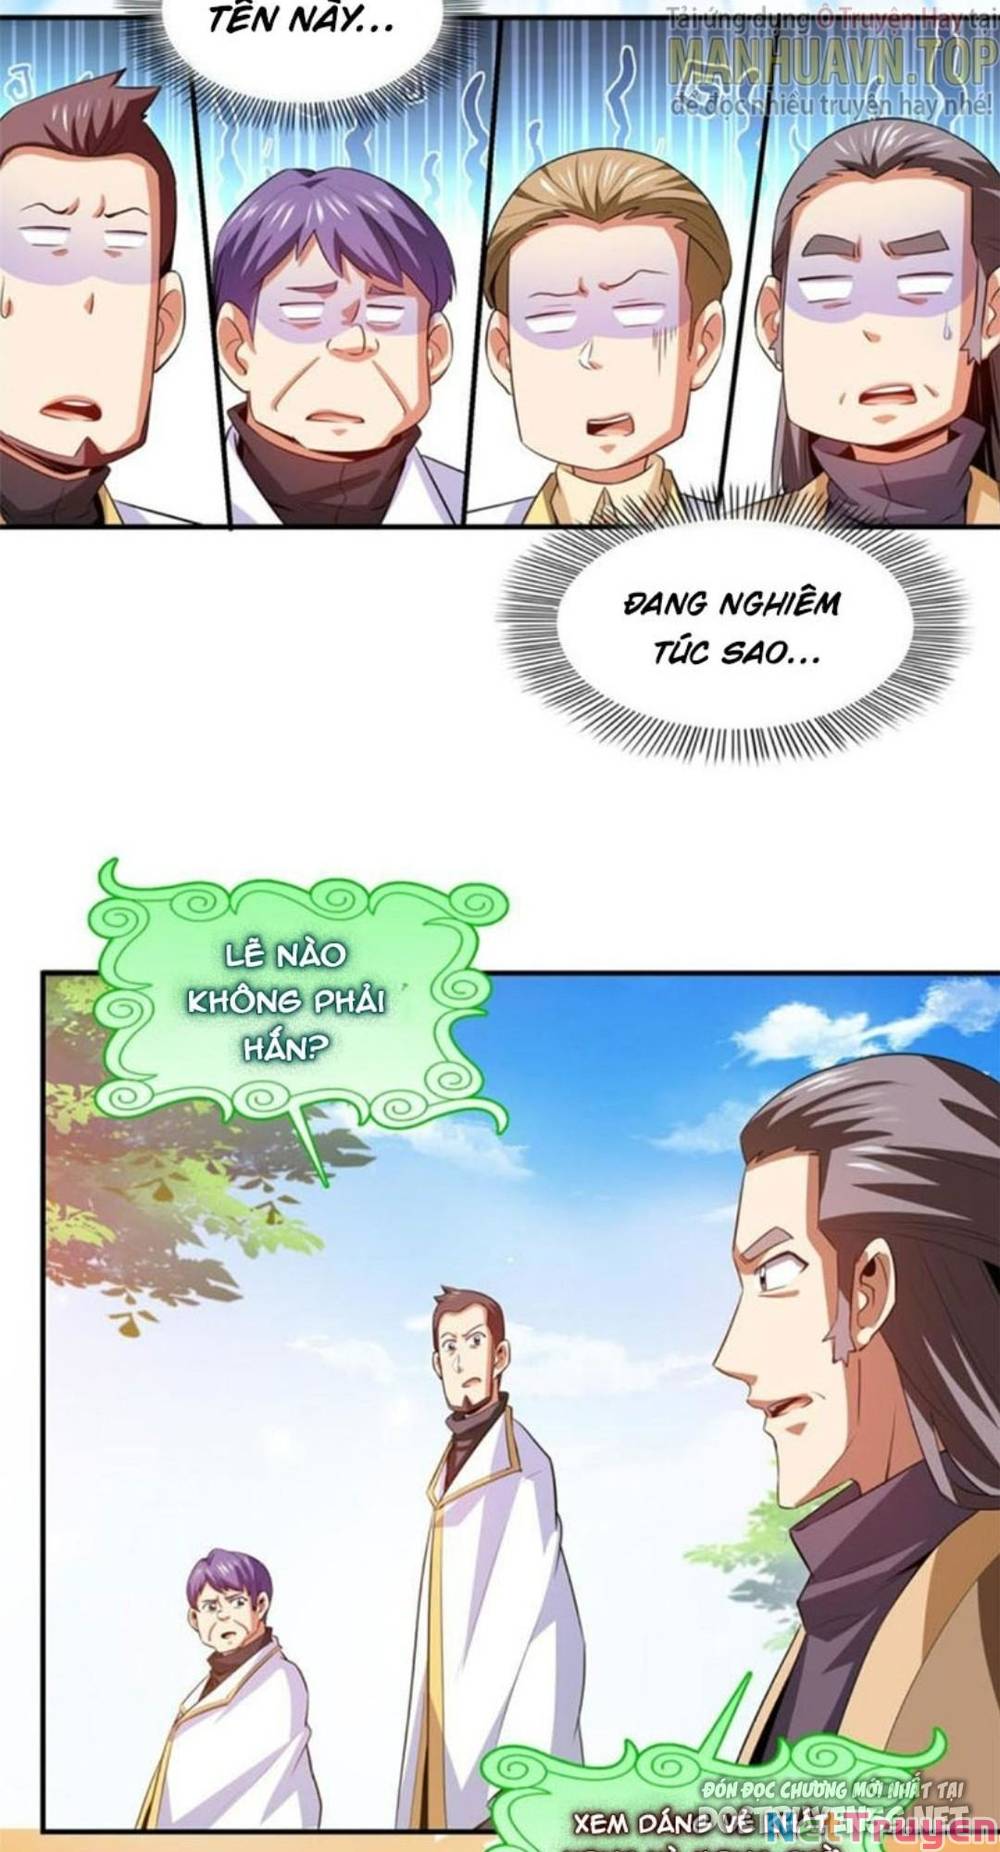 Tải ứng dụng Ô Truyện Hay tại
MANHUAVN.TOP
để đọc nhiều truyện hay nhé!
TÊN NÀY...
ĐANG NGHIÊM
TÚC SAO...
LẼ NÀO
KHÔNG PHẢI
HẮN?
ĐÓN ĐỌC CHƯƠNG MỚI NHẤT TẠI
NetTruyen
XEM DÁNG VẺ